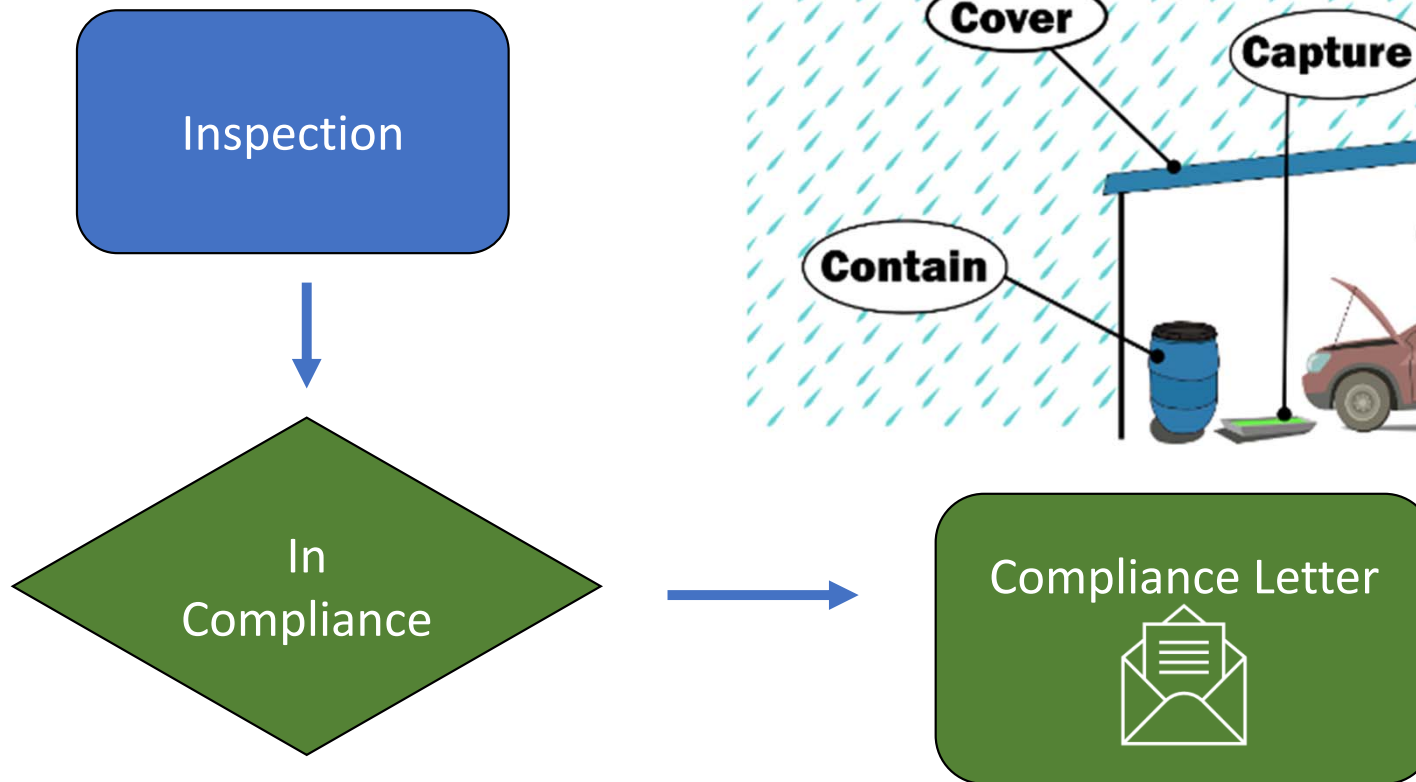 Inspection
Cover
Capture
Contain
In
Compliance
Compliance Letter